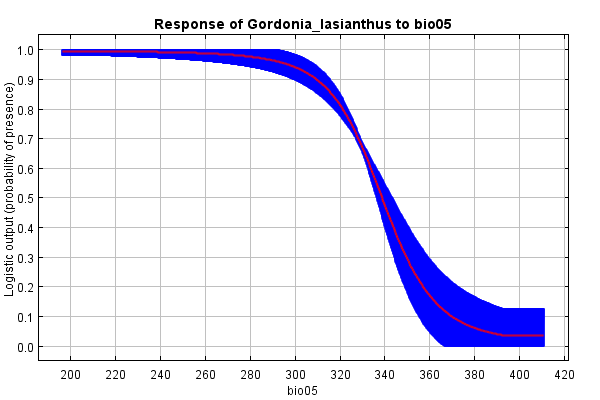 Response of Gordonia_lasianthus to bio05
Logistic output (probability of presence)
1.0
0.9
0.8
0.7
0.6
0.5
0.4
0.3
0.2
0.1
0.0
200 220 240 260 280 300 320 340 360 380 400 420
bio05